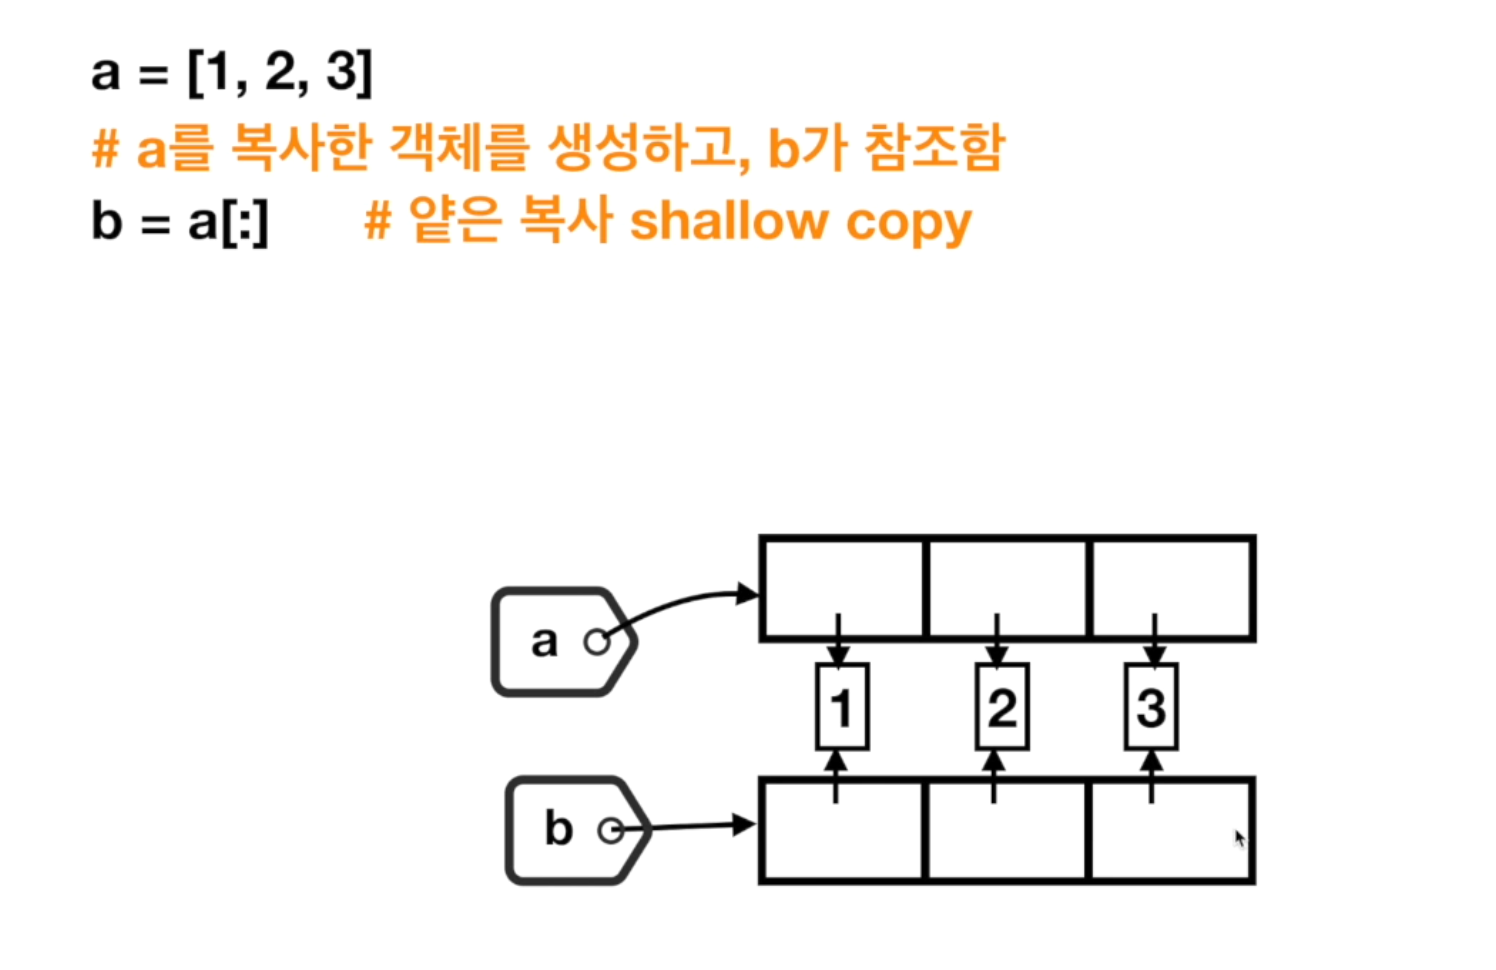 a = [1, 2, 3]
# a를 복사한 객체를 생성하고, b가 참조함
b = a[:] # 얕은 복사 shallow copy
a
1 2 3
b